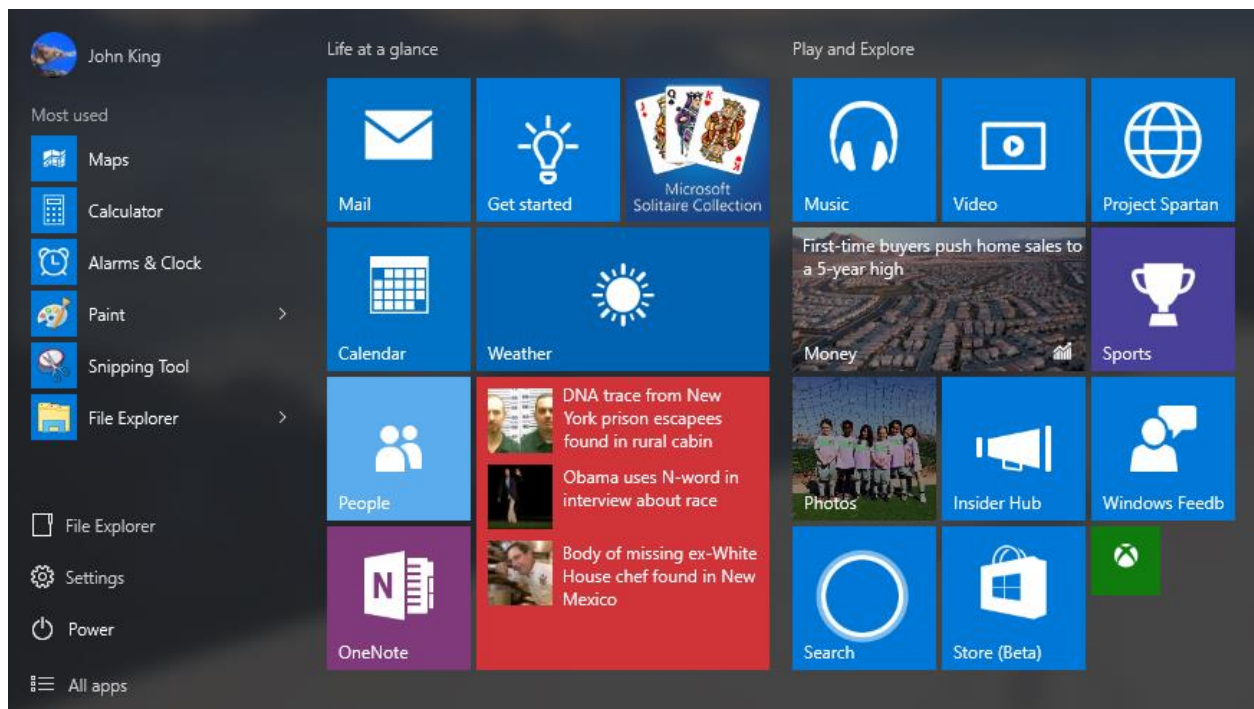 John King
Most used
Maps
Calculator
Alarms & Clock
Paint
Snipping Tool
File Explorer
File Explorer
Settings
Power
All apps
Life at a glance
Mail
Get started
Microsoft
Solitaire Collection
Calendar
Weather
People
DNA trace from New
York prison escapees
found in rural cabin
Obama uses N-word in
interview about race
Body of missing ex-White
House chef found in New
Mexico
OneNote
Play and Explore
Music
Video
Project Spartan
First-time buyers push home sales to
a 5-year high
Money
Sports
Photos
Insider Hub
Windows Feedb
Search
Store (Beta)